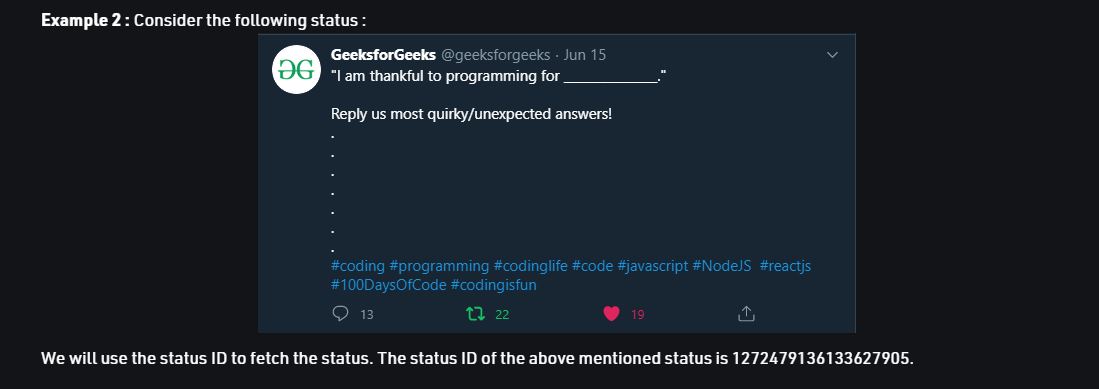 Example 2 : Consider the following status :
GeeksforGeeks @geeksforgeeks · Jun 15
"I am thankful to programming for _____________."
Reply us most quirky/unexpected answers!
.
.
.
.
.
.
.
#coding #programming #codinglife #code #javascript #NodeJS #reactjs
#100DaysOfCode #codingisfun
13 22 19
We will use the status ID to fetch the status. The status ID of the above mentioned status is 1272479136133627905.